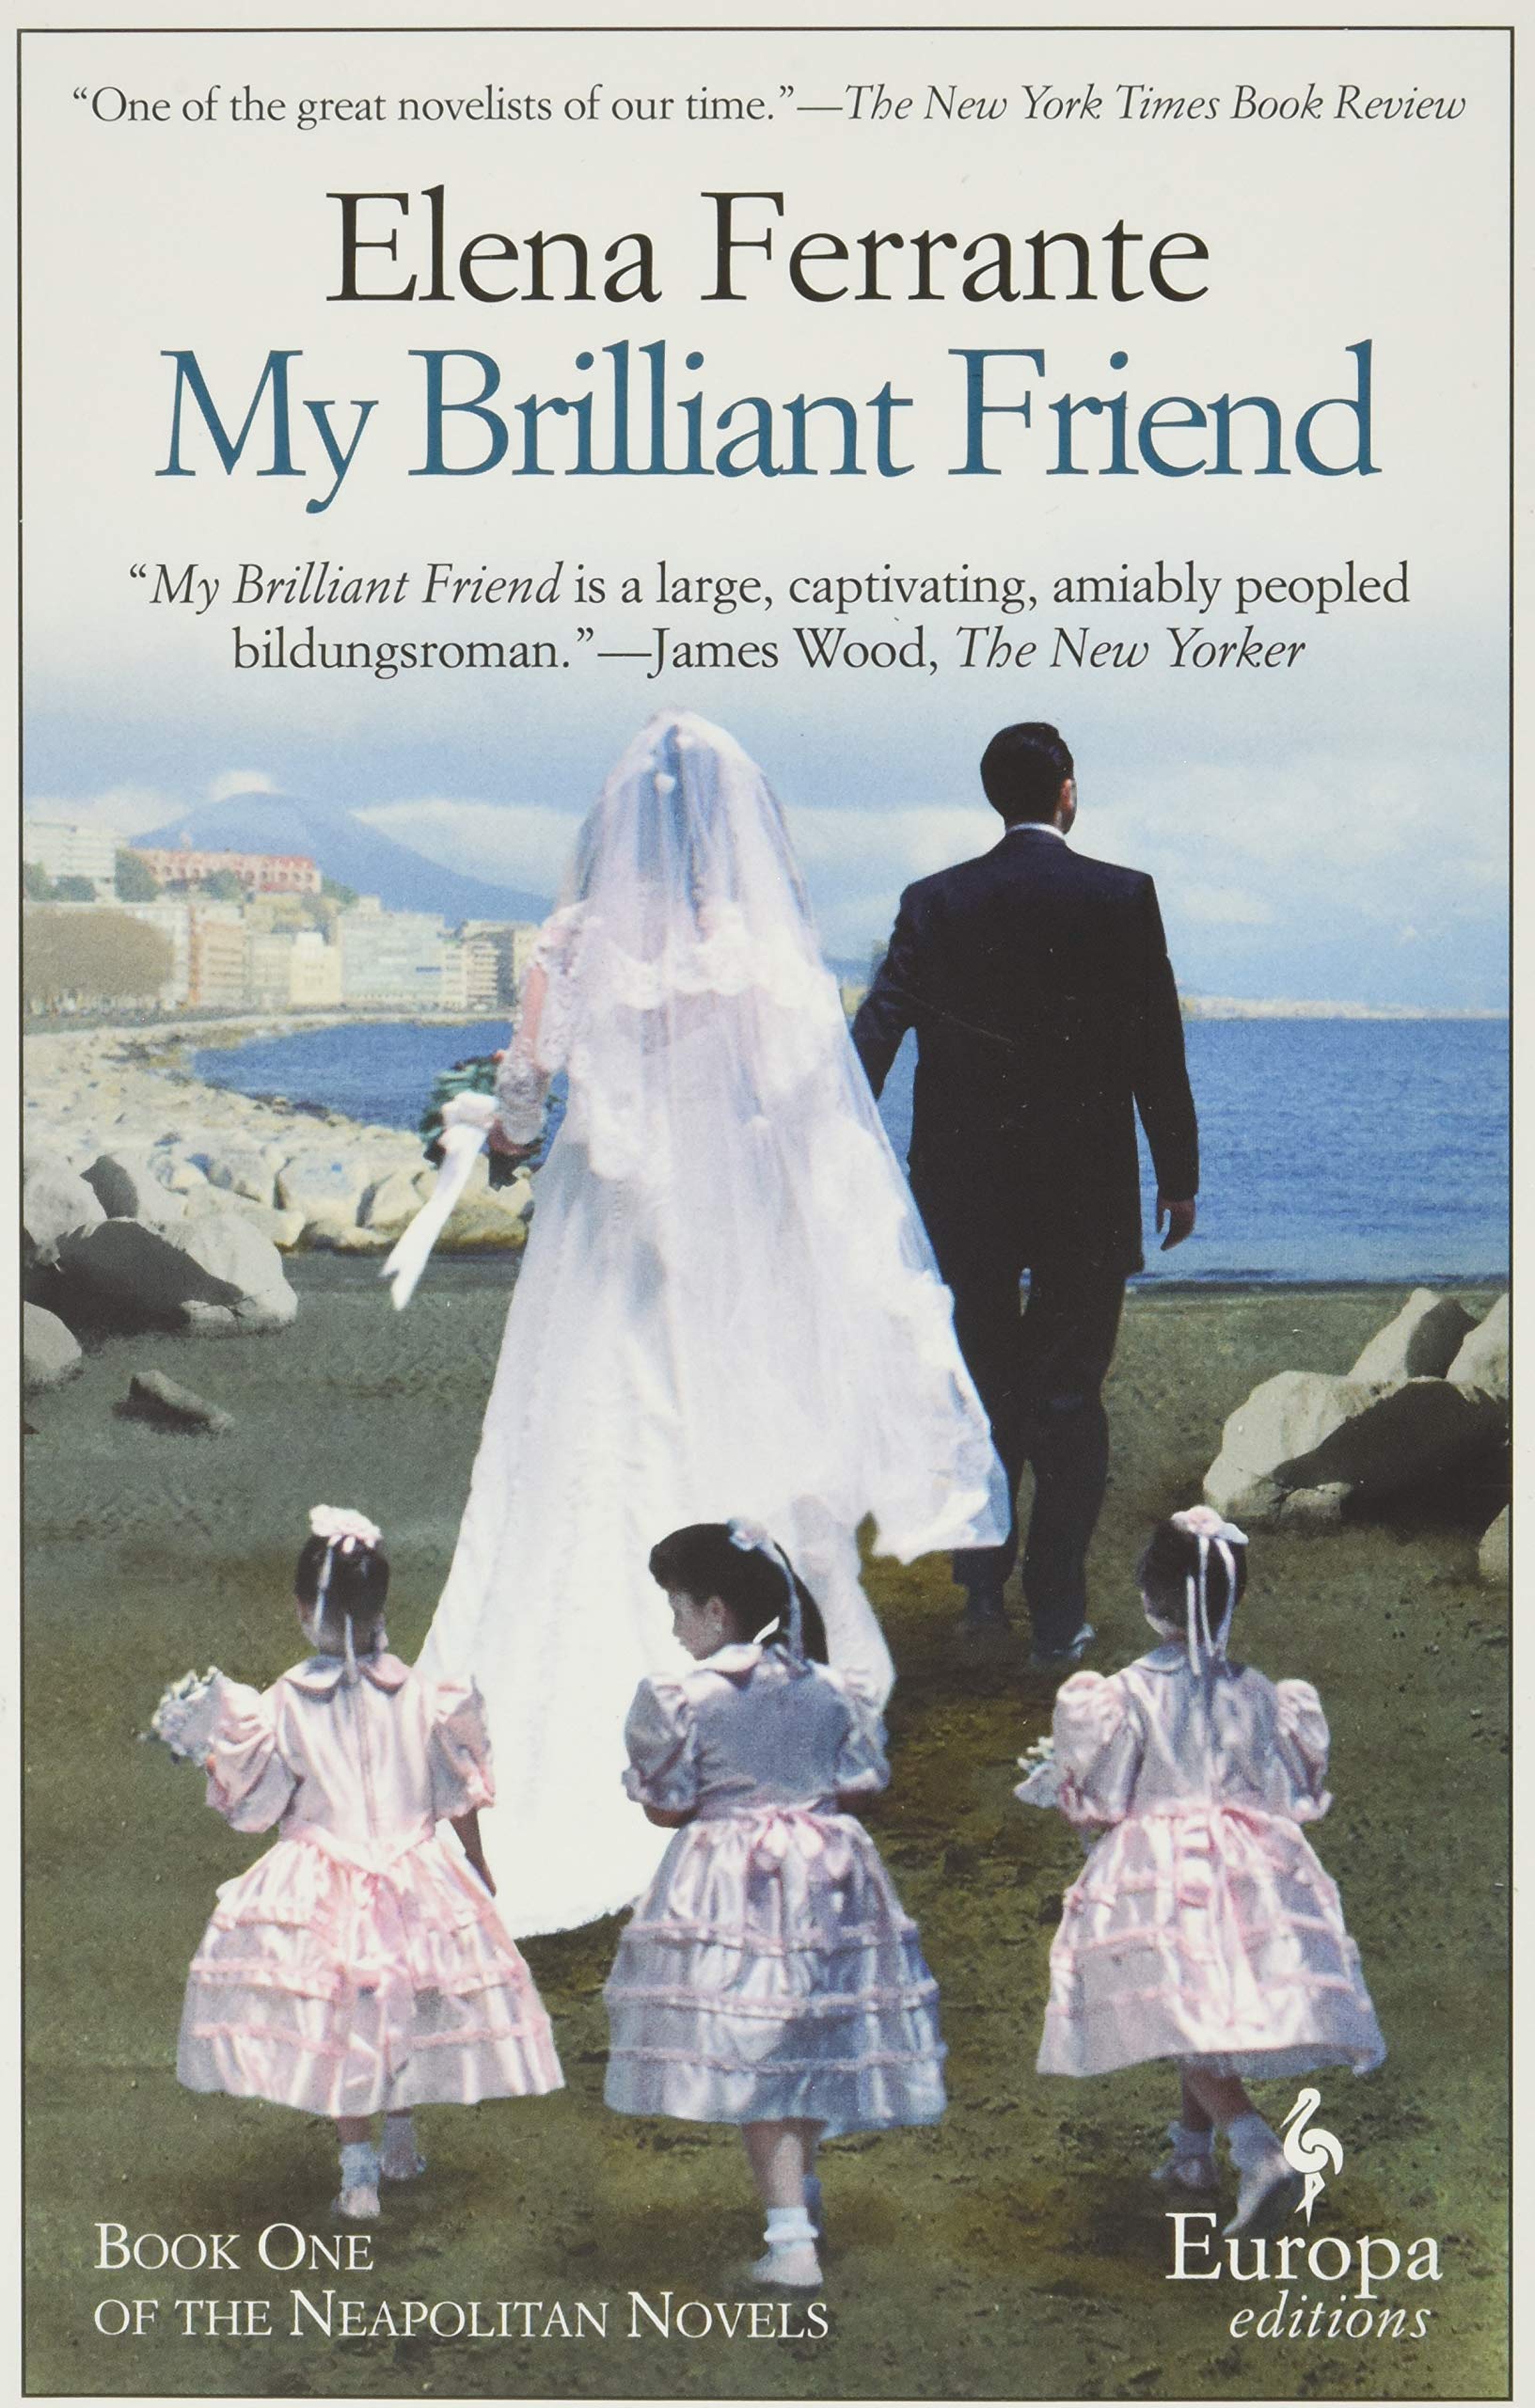 “One of the great novelists of our time.”—The New York Times Book Review
Elena Ferrante
My Brilliant Friend
“My Brilliant Friend is a large, captivating, amiably peopled
bildungsroman.”—James Wood, The New Yorker
BOOK ONE
OF THE NEAPOLITAN NOVELS
Europa
editions